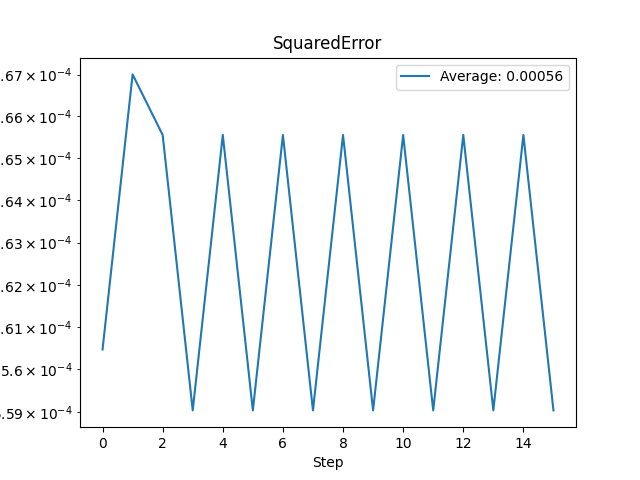 SquaredError
Average: 0.00056
.67 × 10⁻⁴
.66 × 10⁻⁴
.65 × 10⁻⁴
.64 × 10⁻⁴
.63 × 10⁻⁴
.62 × 10⁻⁴
.61 × 10⁻⁴
5.6 × 10⁻⁴
.59 × 10⁻⁴
0 2 4 6 8 10 12 14
Step